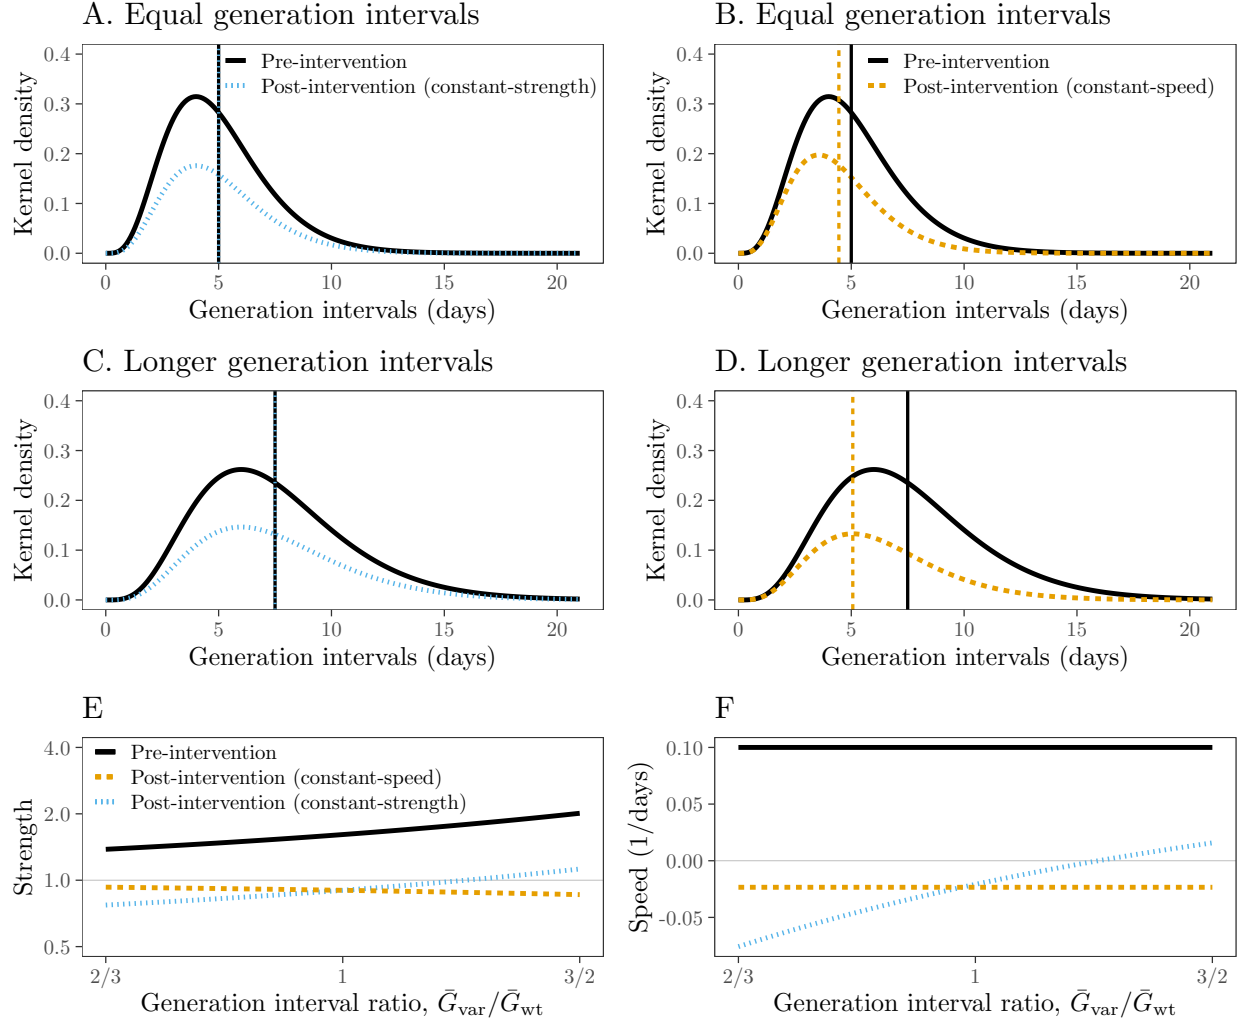 A. Equal generation intervals
Kernel density
0.4
0.3
0.2
0.1
0.0
Pre-intervention
Post-intervention (constant-strength)
0 5 10 15 20
Generation intervals (days)
B. Equal generation intervals
Kernel density
0.4
0.3
0.2
0.1
0.0
Pre-intervention
Post-intervention (constant-speed)
0 5 10 15 20
Generation intervals (days)
C. Longer generation intervals
Kernel density
0.4
0.3
0.2
0.1
0.0
0 5 10 15 20
Generation intervals (days)
D. Longer generation intervals
Kernel density
0.4
0.3
0.2
0.1
0.0
0 5 10 15 20
Generation intervals (days)
E
Strength
4.0
2.0
1.0
0.5
Pre-intervention
Post-intervention (constant-speed)
Post-intervention (constant-strength)
2/3 1 3/2
Generation interval ratio, Ḡvar/Ḡwt
F
Speed (1/days)
0.10
0.05
0.00
-0.05
2/3 1 3/2
Generation interval ratio, Ḡvar/Ḡwt